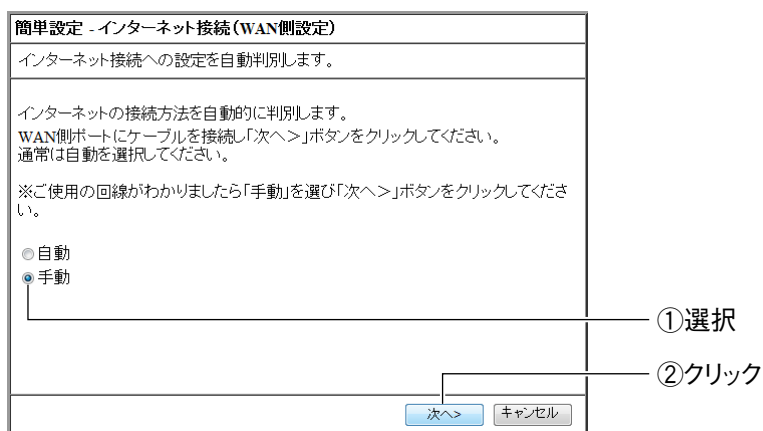 簡単設定 - インターネット接続(WAN側設定)
インターネット接続への設定を自動判別します。
インターネットの接続方法を自動的に判別します。
WAN側ポートにケーブルを接続し「次へ＞」ボタンをクリックしてください。
通常は自動を選択してください。
※ご使用の回線がわかりましたら「手動」を選び「次へ＞」ボタンをクリックしてくださ
い。
自動
手動
①選択
②クリック
次へ> キャンセル